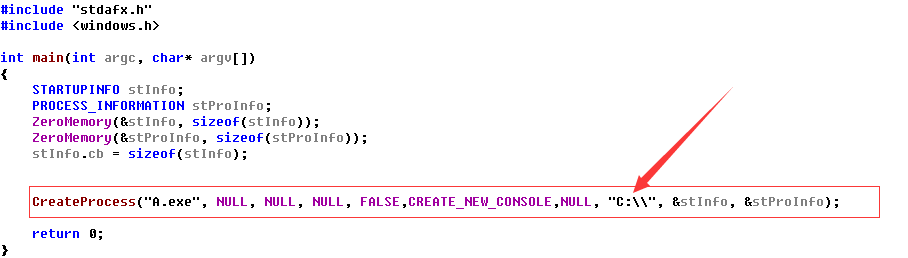 #include "stdafx.h"
#include <windows.h>
int main(int argc, char* argv[])
{
STARTUPINFO stInfo;
PROCESS_INFORMATION stProInfo;
ZeroMemory(&stInfo, sizeof(stInfo));
ZeroMemory(&stProInfo, sizeof(stProInfo));
stInfo.cb = sizeof(stInfo);
CreateProcess("A.exe", NULL, NULL, NULL, FALSE,CREATE_NEW_CONSOLE,NULL, "C:\\", &stInfo, &stProInfo);
return 0;
}